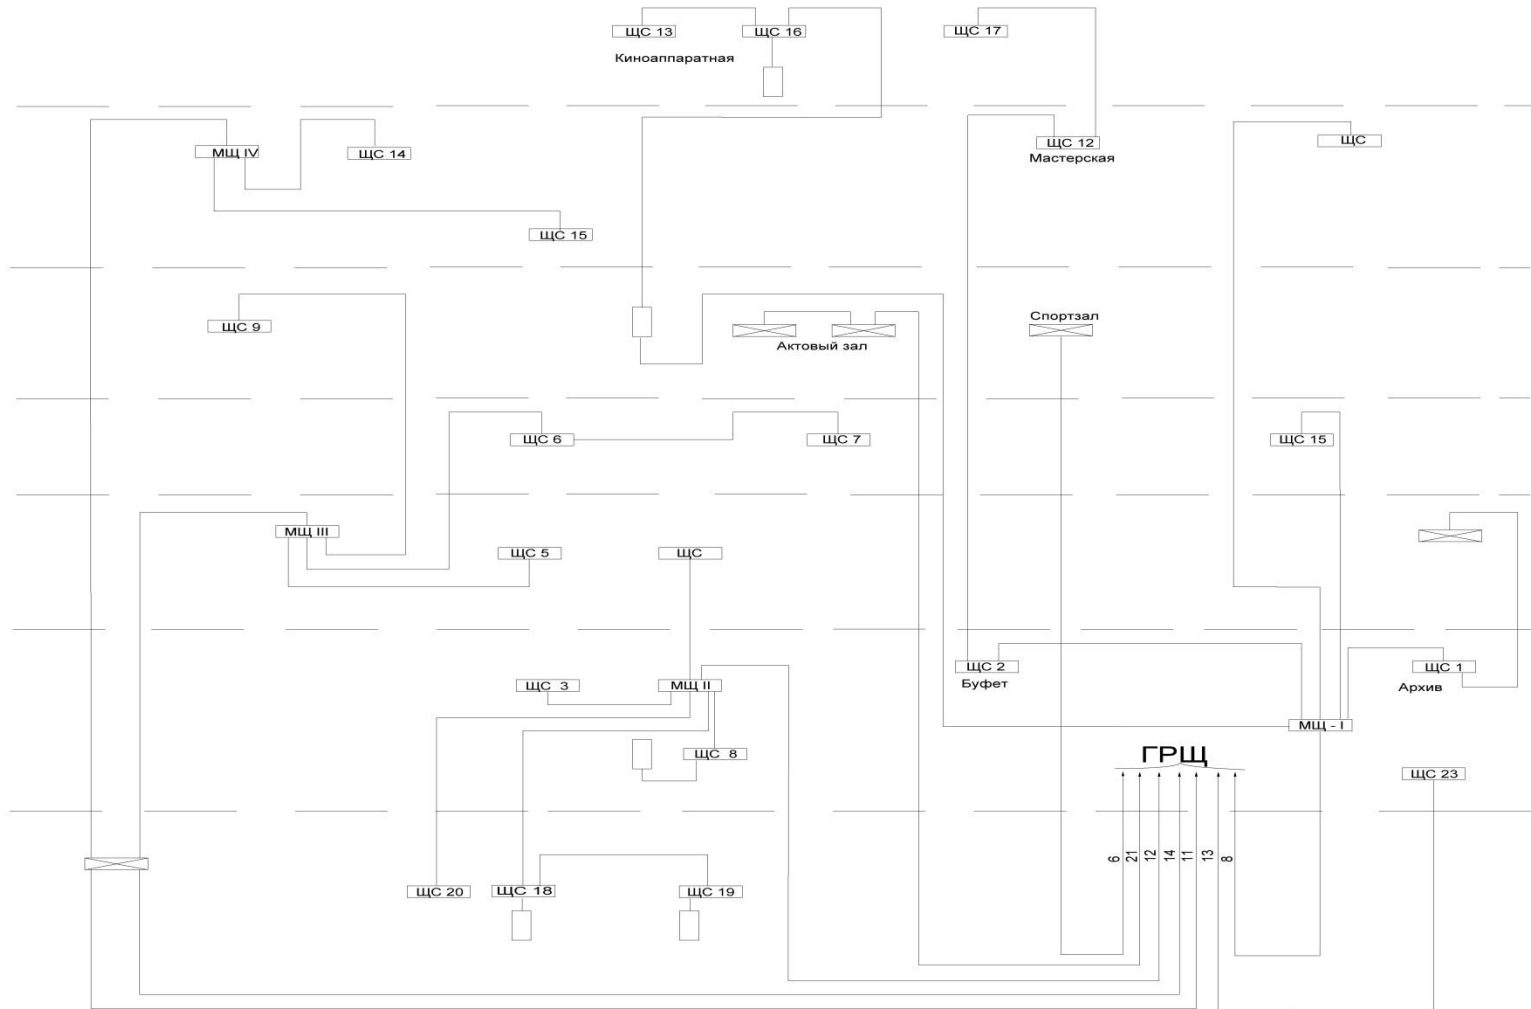 ЩС 13
ЩС 16
ЩС 17
Киноаппаратная
МЩ IV
ЩС 14
ЩС 12
ЩС
Мастерская
ЩС 15
ЩС 9
Спортзал
Актовый зал
ЩС 6
ЩС 7
ЩС 15
МЩ III
ЩС 5
ЩС
ЩС 2
ЩС 1
Буфет
Архив
ЩС 3
МЩ II
МЩ - I
ЩС 8
ГРЩ
ЩС 23
6
21
12
14
11
13
8
ЩС 20
ЩС 18
ЩС 19